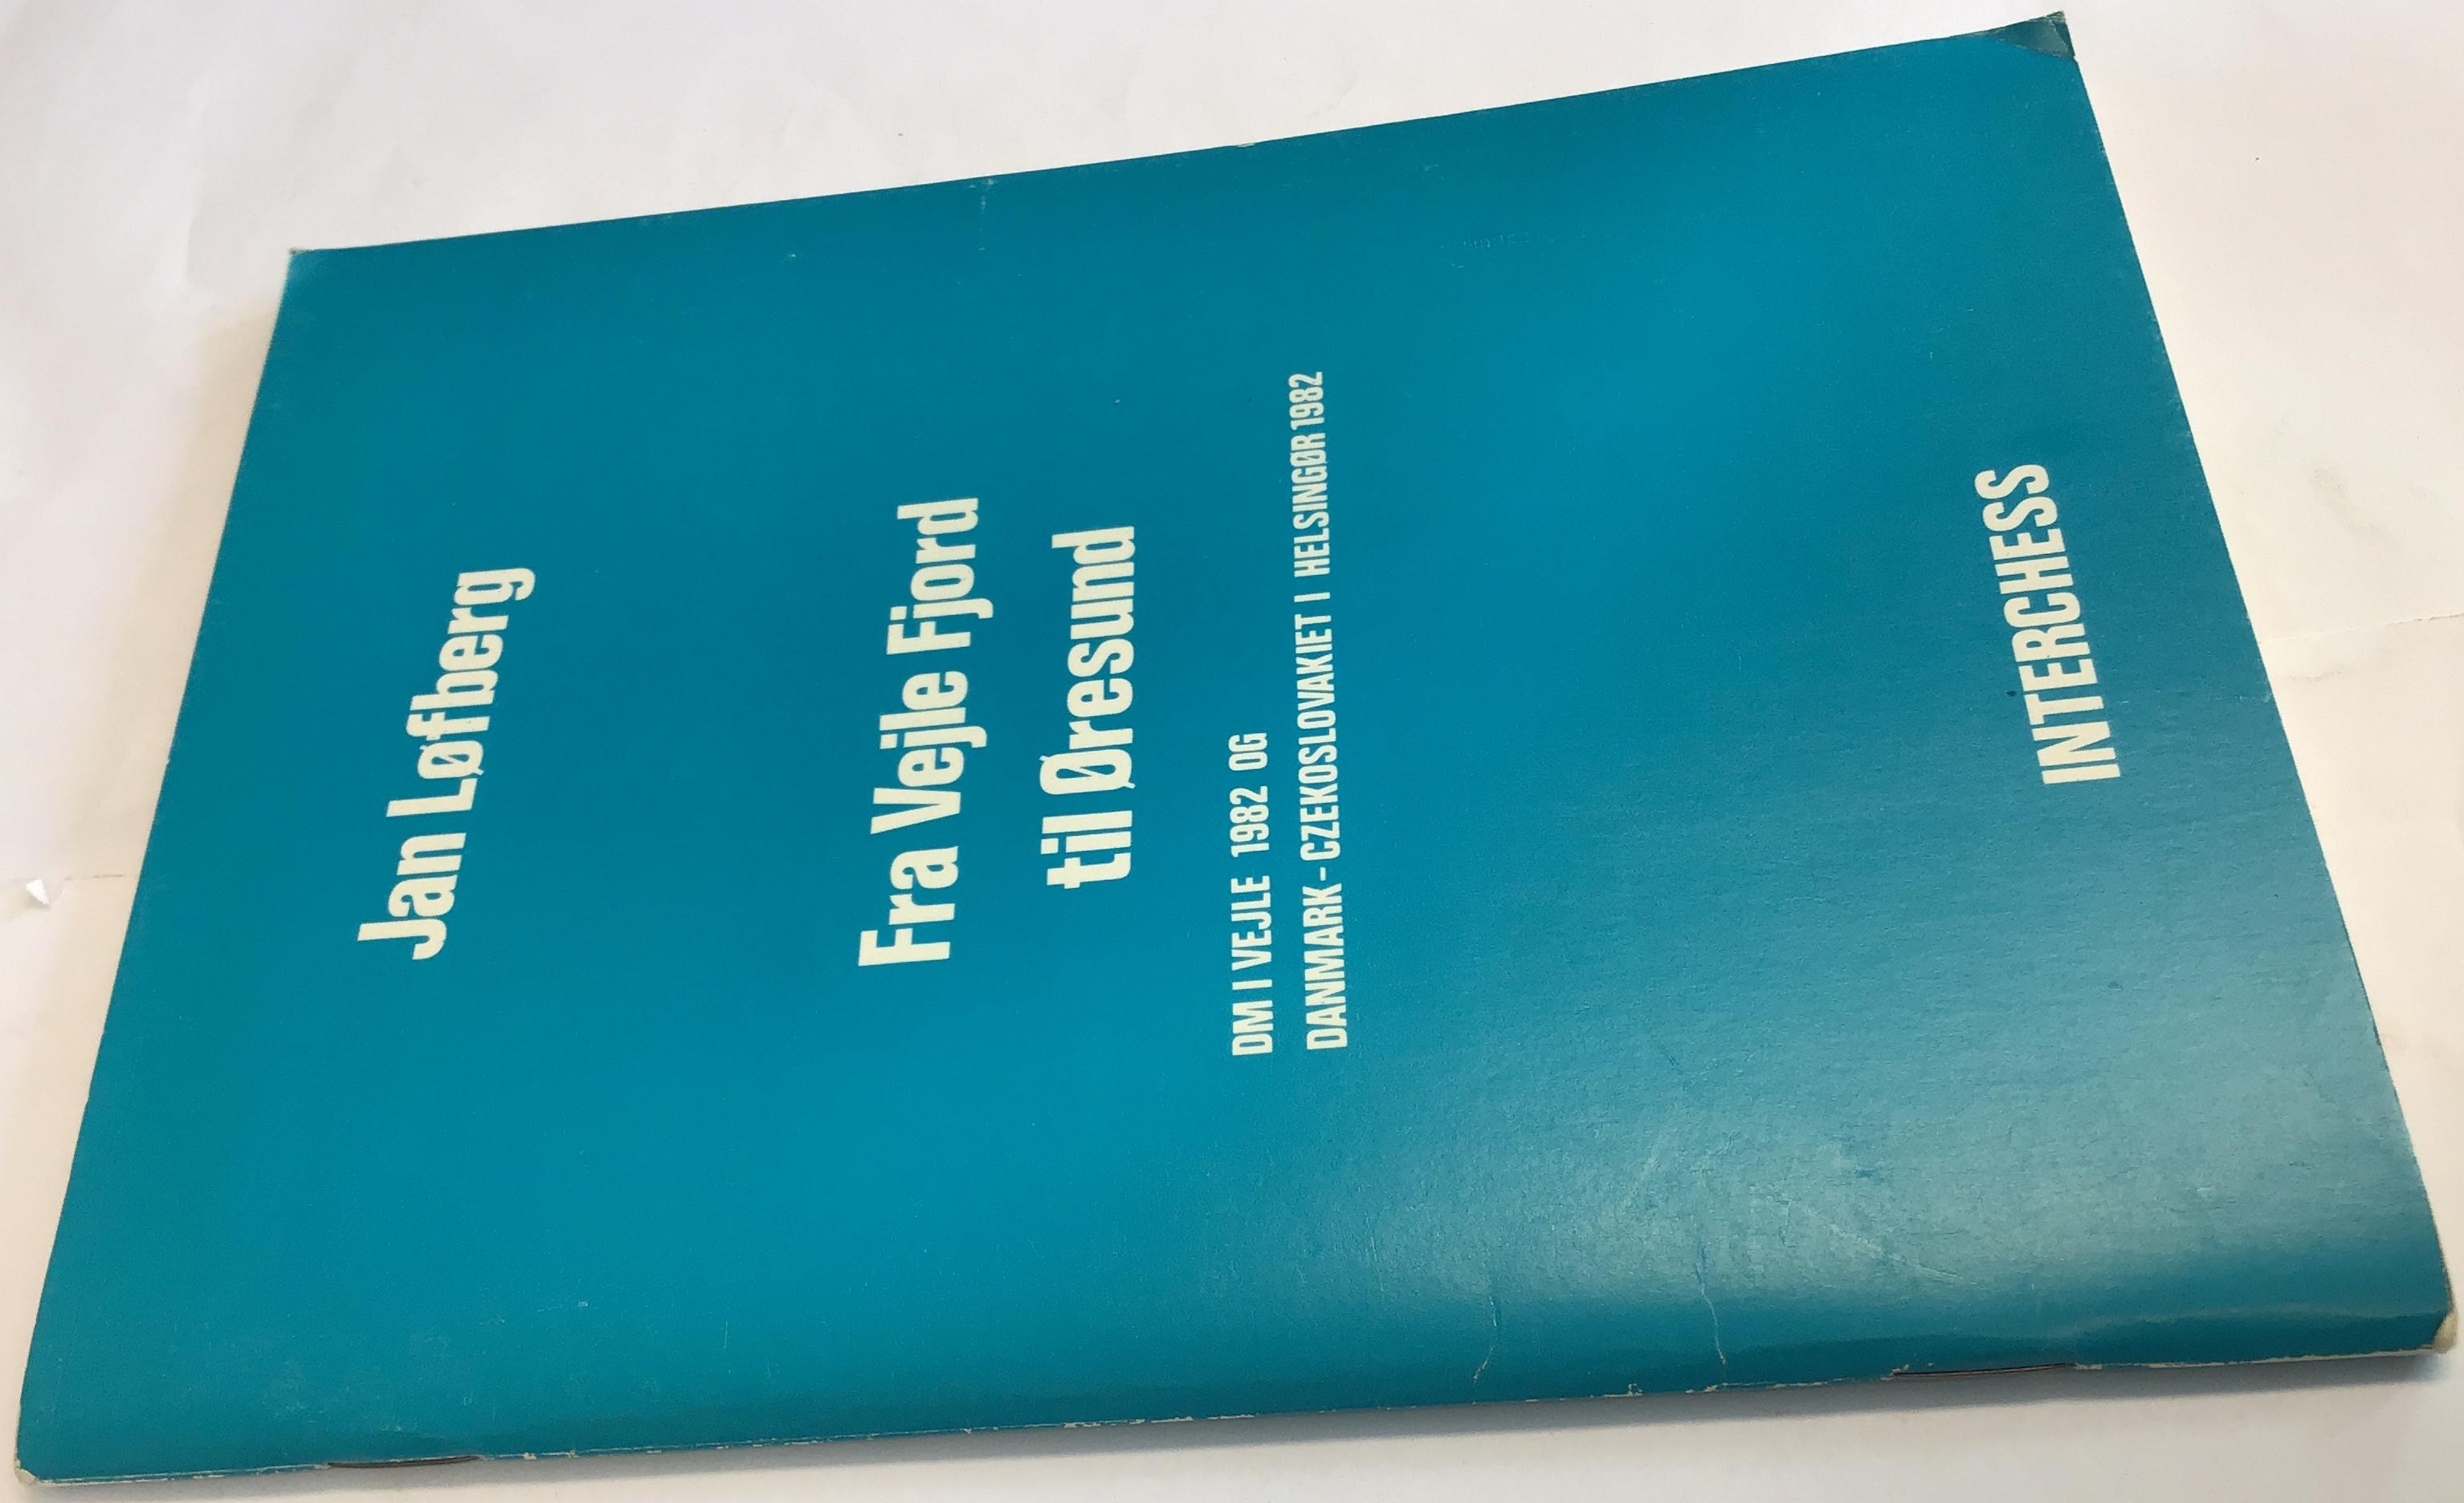 Jan Løfberg
Fra Vejle Fjord
til Øresund
DM I VEJLE 1982 OG
DANMARK-CZEKOSLOVAKIET I HELSINGØR 1982
INTERCHESS